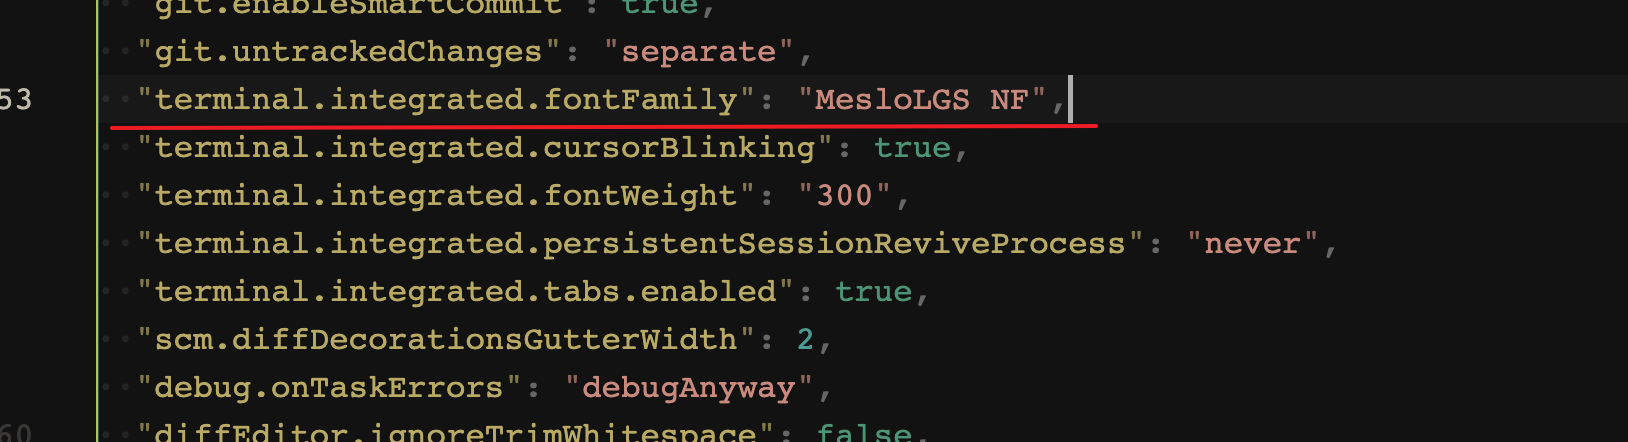 "git.enableSmartCommit": true,
"git.untrackedChanges": "separate",
53 "terminal.integrated.fontFamily": "MesloLGS NF",
"terminal.integrated.cursorBlinking": true,
"terminal.integrated.fontWeight": "300",
"terminal.integrated.persistentSessionReviveProcess": "never",
"terminal.integrated.tabs.enabled": true,
"scm.diffDecorationsGutterWidth": 2,
"debug.onTaskErrors": "debugAnyway",
60 "diffEditor.ignoreTrimWhitespace": false,